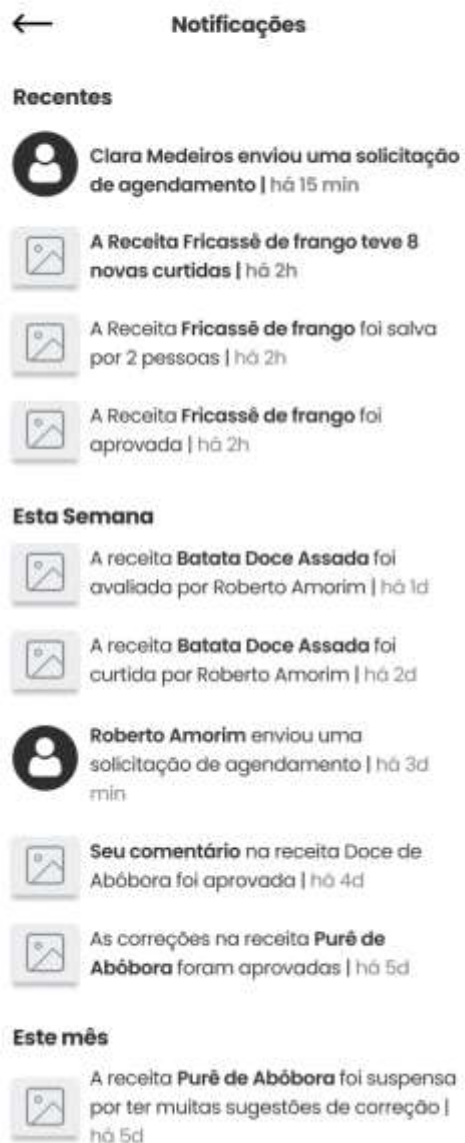 Notificações
Recentes
Clara Medeiros enviou uma solicitação
de agendamento | há 15 min
A Receita Fricassê de frango teve 8
novas curtidas | há 2h
A Receita Fricassê de frango foi salva
por 2 pessoas | há 2h
A Receita Fricassê de frango foi
aprovada | há 2h
Esta Semana
A receita Batata Doce Assada foi
avaliada por Roberto Amorim | há 1d
A receita Batata Doce Assada foi
curtida por Roberto Amorim | há 2d
Roberto Amorim enviou uma
solicitação de agendamento | há 3d
min
Seu comentário na receita Doce de
Abóbora foi aprovada | há 4d
As correções na receita Purê de
Abóbora foram aprovadas | há 5d
Este mês
A receita Purê de Abóbora foi suspensa
por ter muitas sugestões de correção |
há 5d